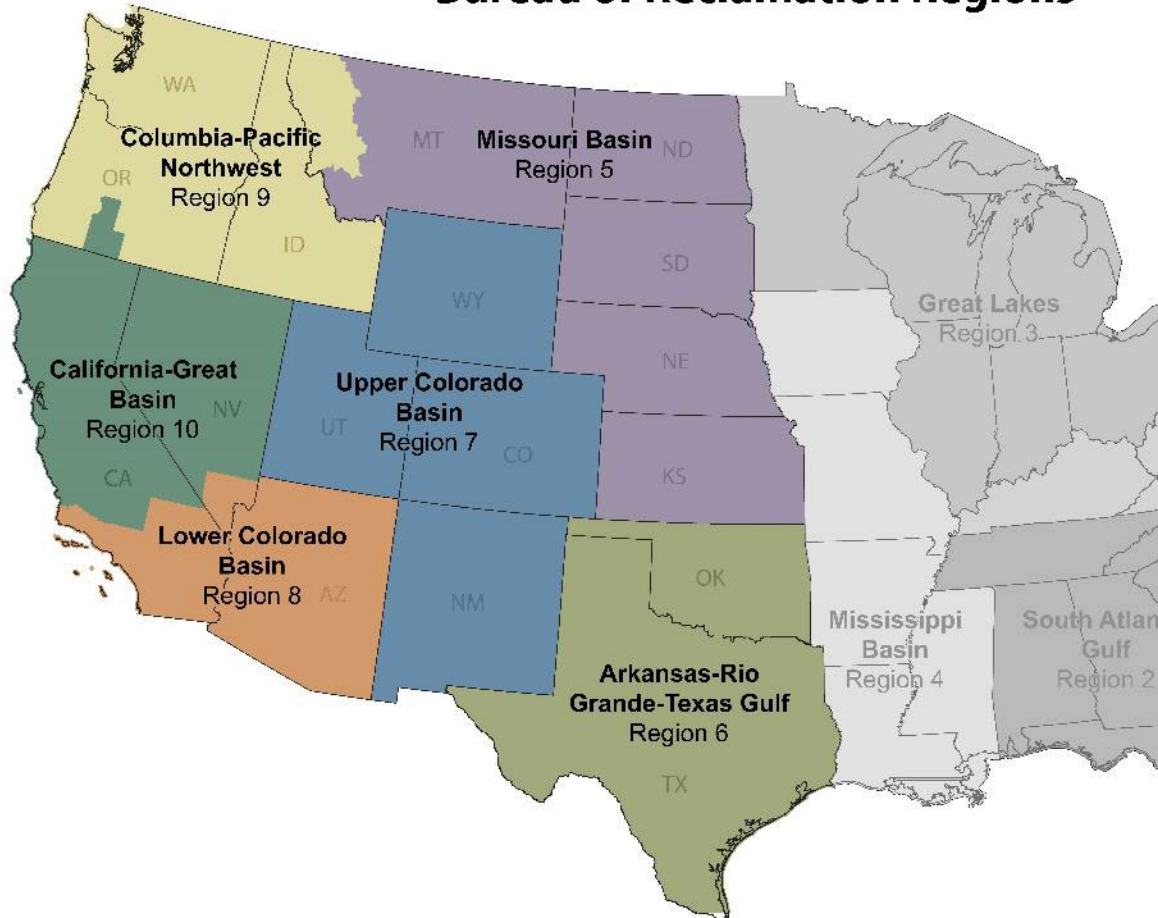 Bureau of Reclamation Regions
WA
Columbia-Pacific
Northwest
Region 9
OR
ID
MT
Missouri Basin
Region 5
ND
SD
WY
NE
Great Lakes
Region 3
California-Great
Basin
Region 10
NV
CA
Upper Colorado
Basin
Region 7
UT
CO
KS
Lower Colorado
Basin
Region 8
AZ
NM
OK
Arkansas-Rio
Grande-Texas Gulf
Region 6
TX
Mississippi
Basin
Region 4
South Atlan
Gulf
Region 2